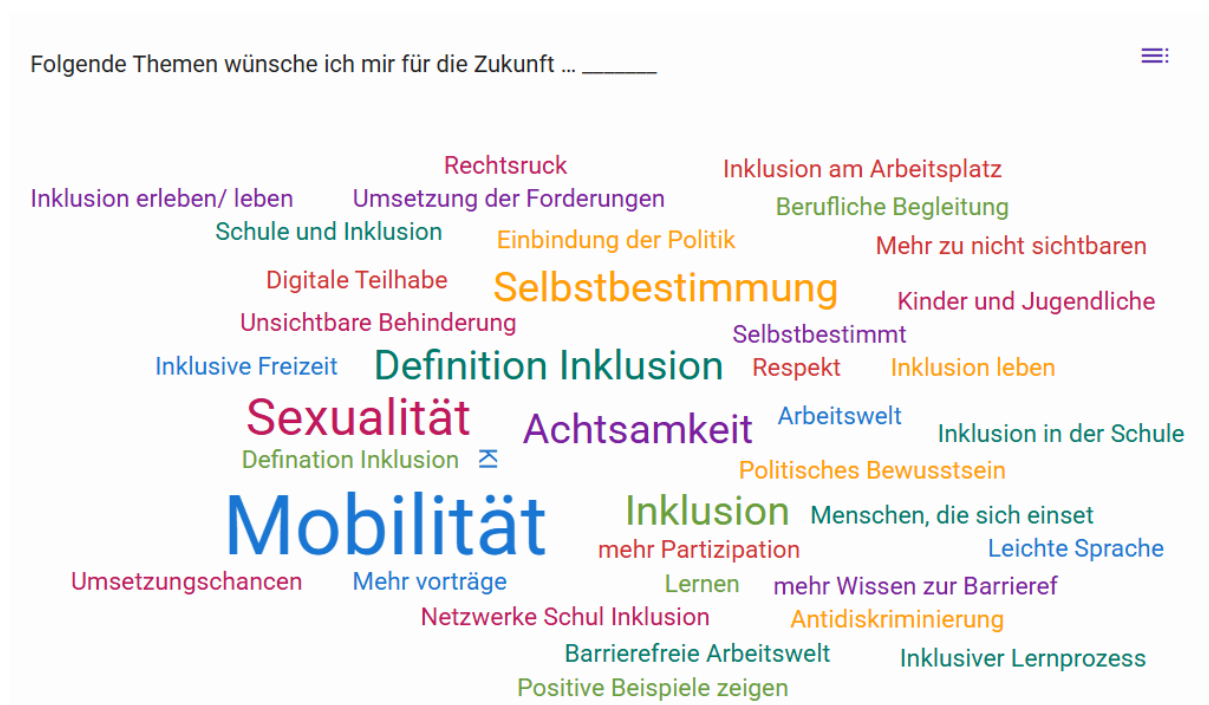 Folgende Themen wünsche ich mir für die Zukunft ... _______
Rechtsruck
Inklusion am Arbeitsplatz
Inklusion erleben/ leben
Umsetzung der Forderungen
Berufliche Begleitung
Schule und Inklusion
Einbindung der Politik
Mehr zu nicht sichtbaren
Digitale Teilhabe
Selbstbestimmung
Kinder und Jugendliche
Unsichtbare Behinderung
Selbstbestimmt
Inklusive Freizeit
Definition Inklusion
Respekt
Inklusion leben
Sexualität
Achtsamkeit
Arbeitswelt
Inklusion in der Schule
Defination Inklusion
KI
Politisches Bewusstsein
Mobilität
Inklusion
Menschen, die sich einset
mehr Partizipation
Leichte Sprache
Umsetzungschancen
Mehr vorträge
Lernen
mehr Wissen zur Barrieref
Netzwerke Schul Inklusion
Antidiskriminierung
Barrierefreie Arbeitswelt
Inklusiver Lernprozess
Positive Beispiele zeigen